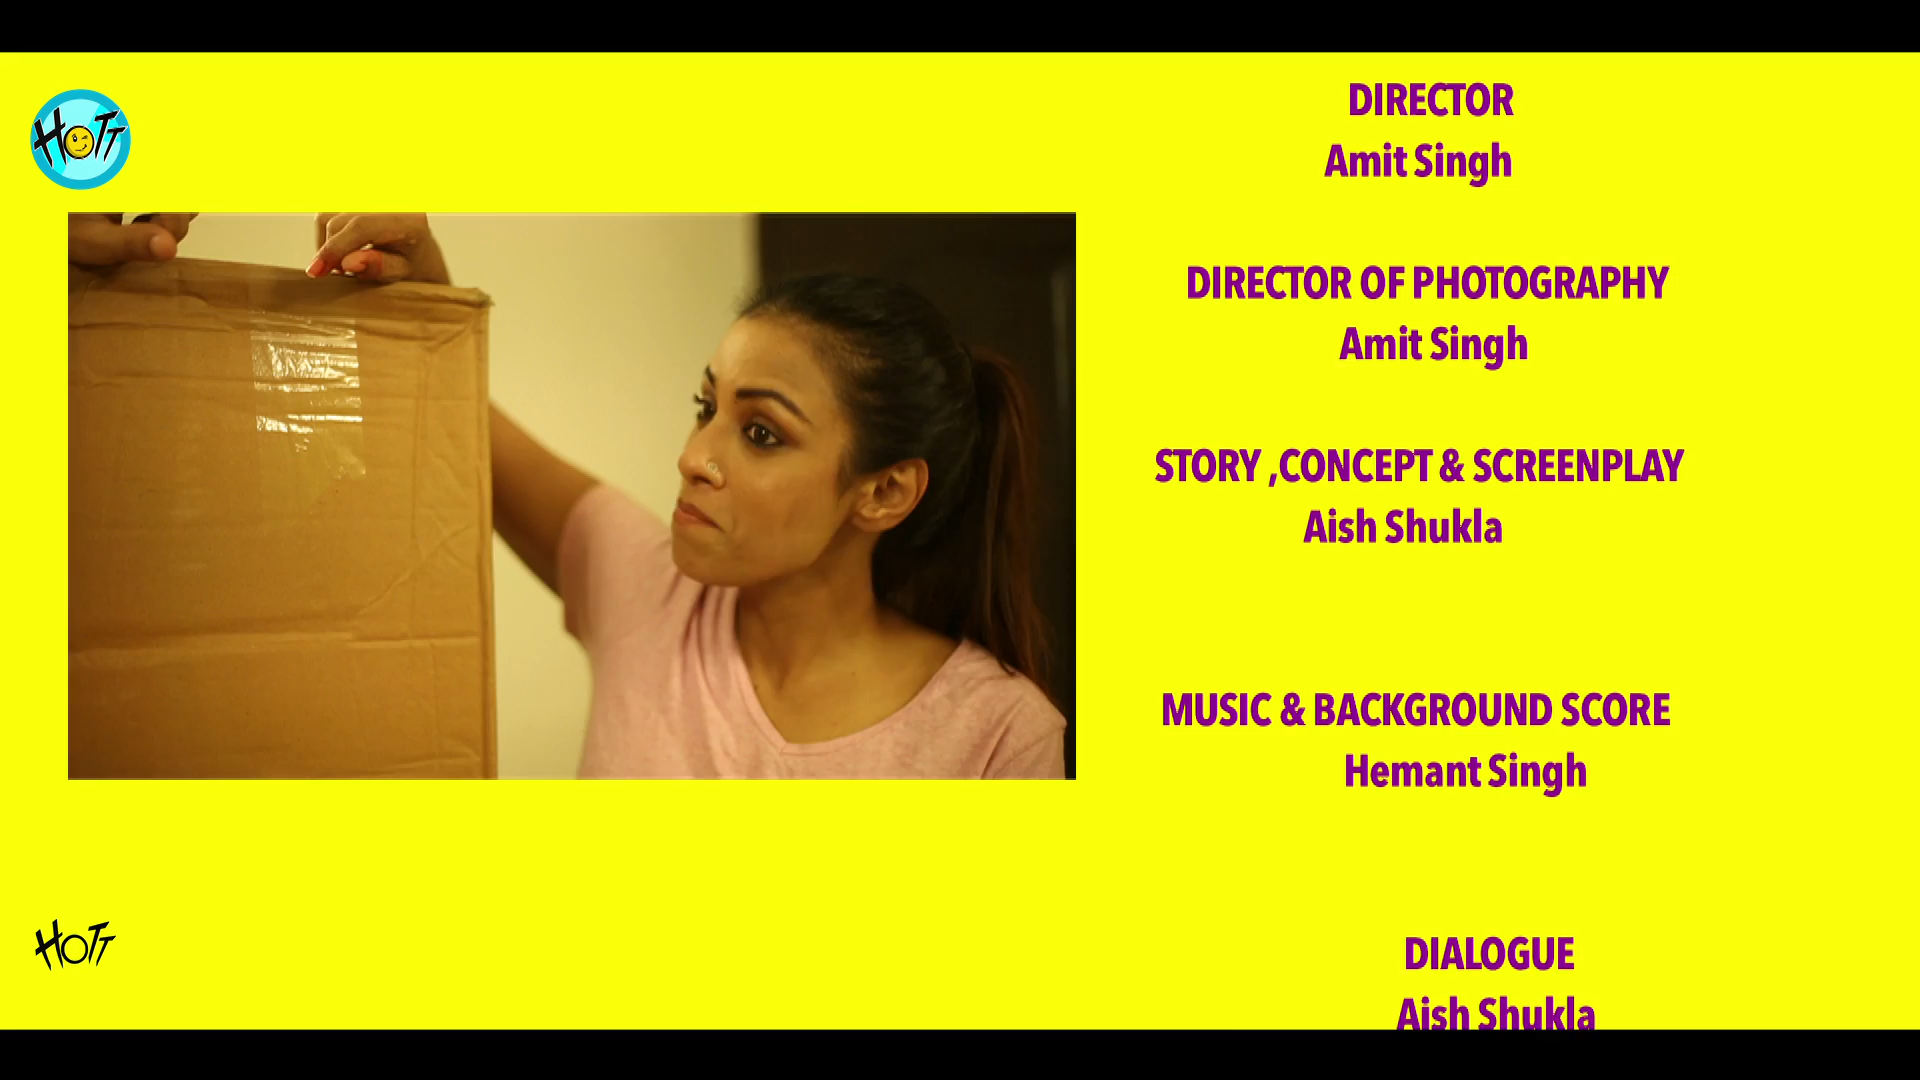 HOTT
DIRECTOR
Amit Singh
DIRECTOR OF PHOTOGRAPHY
Amit Singh
STORY ,CONCEPT & SCREENPLAY
Aish Shukla
MUSIC & BACKGROUND SCORE
Hemant Singh
HOTT
DIALOGUE
Aish Shukla